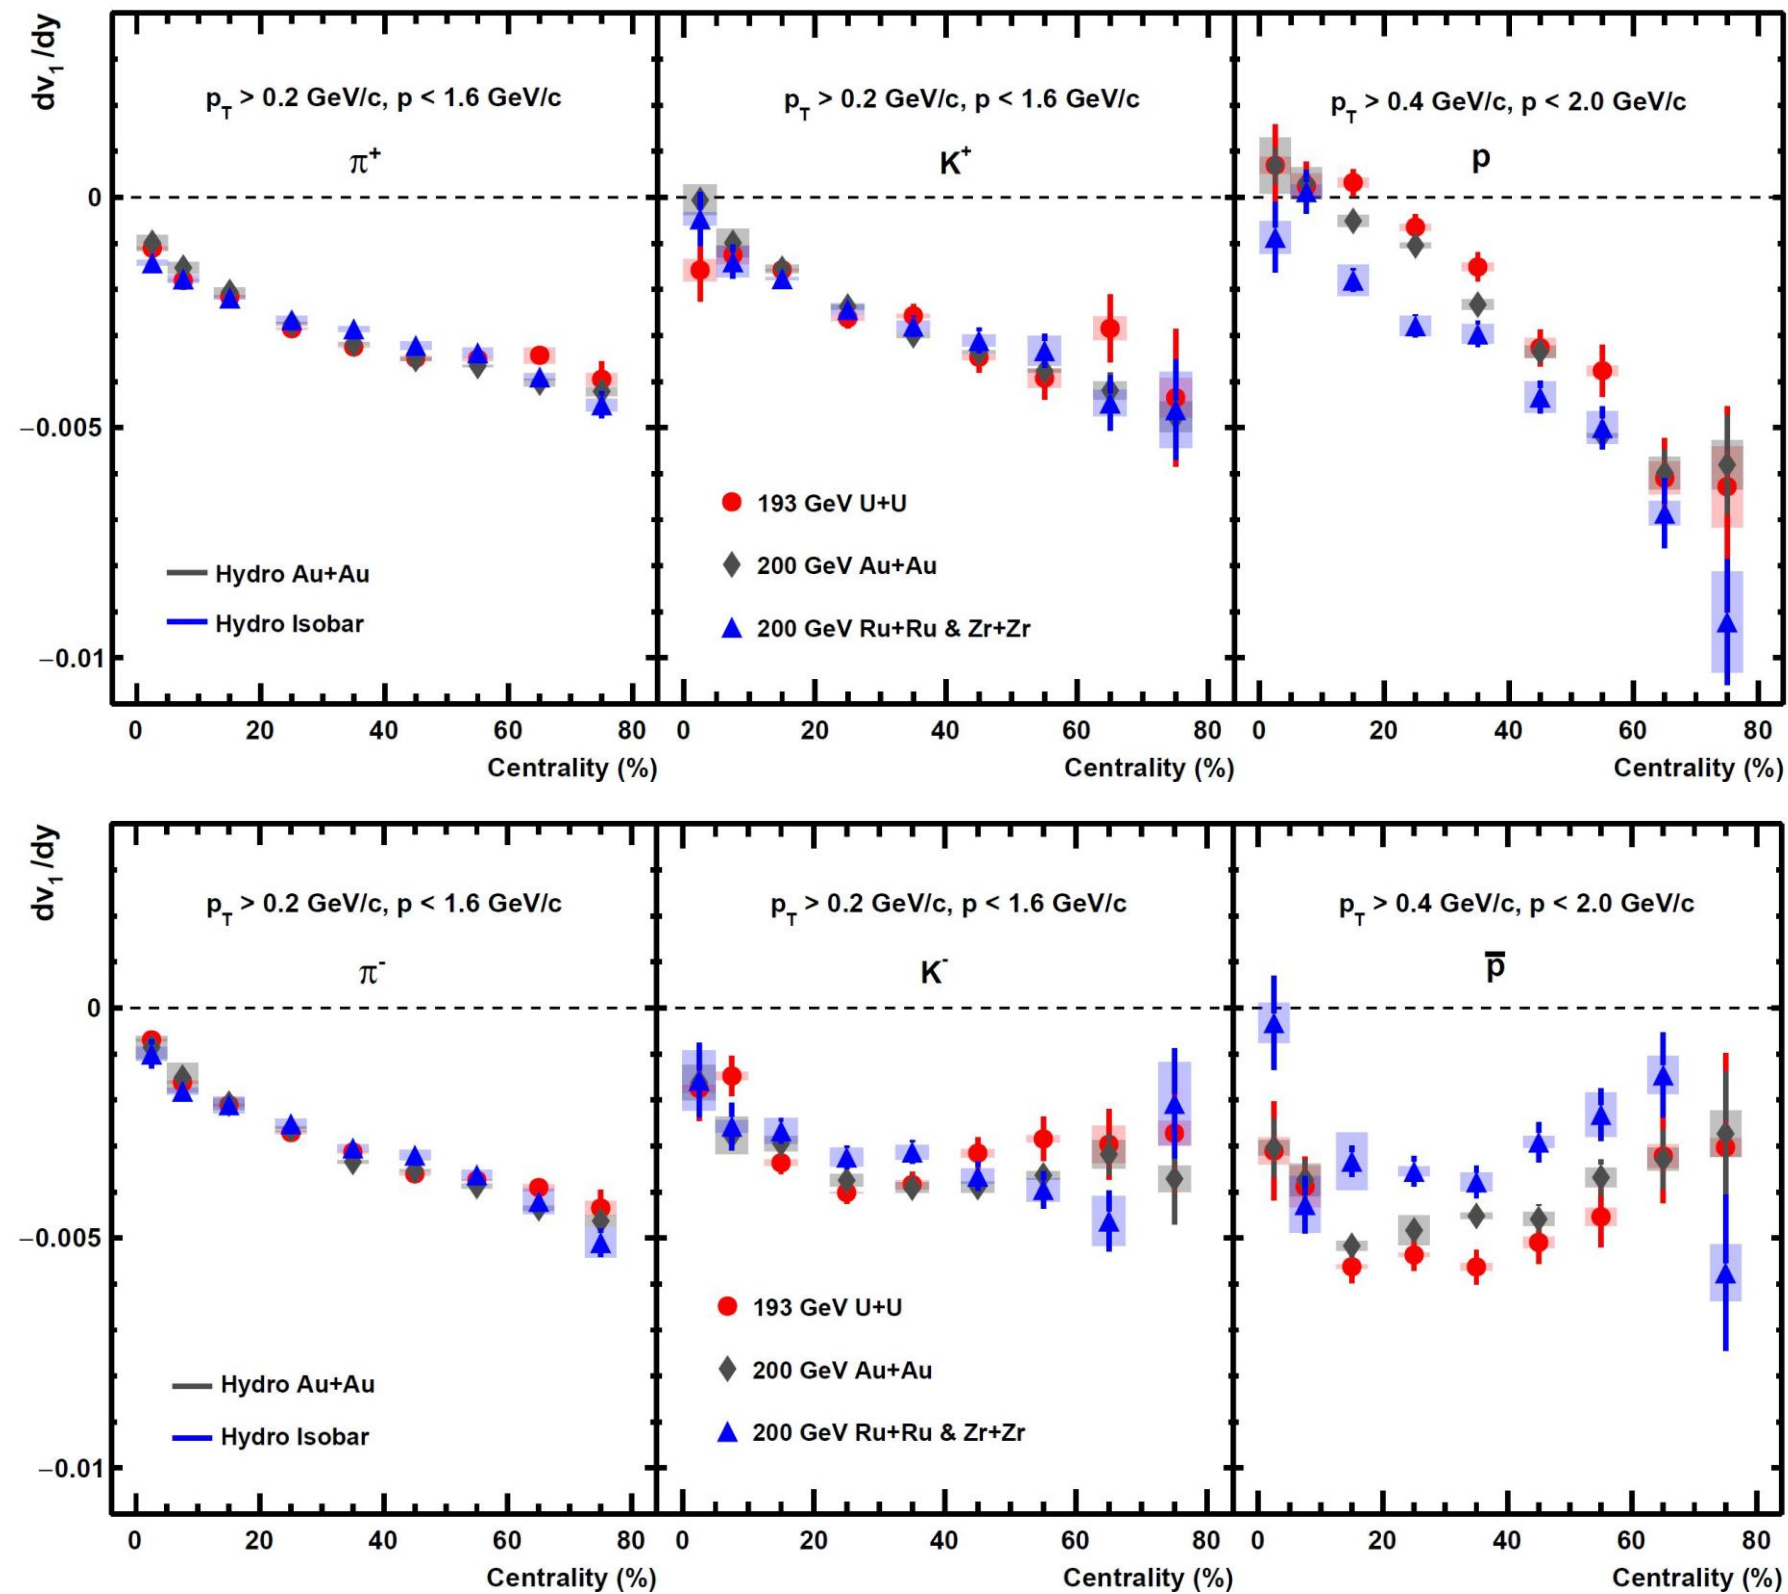 dv₁/dy
p_T > 0.2 GeV/c, p < 1.6 GeV/c
π⁺
p_T > 0.2 GeV/c, p < 1.6 GeV/c
K⁺
p_T > 0.4 GeV/c, p < 2.0 GeV/c
p
0
−0.005
−0.01
Hydro Au+Au
Hydro Isobar
193 GeV U+U
200 GeV Au+Au
200 GeV Ru+Ru & Zr+Zr
0 20 40 60 80
0 20 40 60 80
0 20 40 60 80
Centrality (%)
Centrality (%)
Centrality (%)
dv₁/dy
p_T > 0.2 GeV/c, p < 1.6 GeV/c
π⁻
p_T > 0.2 GeV/c, p < 1.6 GeV/c
K⁻
p_T > 0.4 GeV/c, p < 2.0 GeV/c
p̅
0
−0.005
−0.01
Hydro Au+Au
Hydro Isobar
193 GeV U+U
200 GeV Au+Au
200 GeV Ru+Ru & Zr+Zr
0 20 40 60 80
0 20 40 60 80
0 20 40 60 80
Centrality (%)
Centrality (%)
Centrality (%)